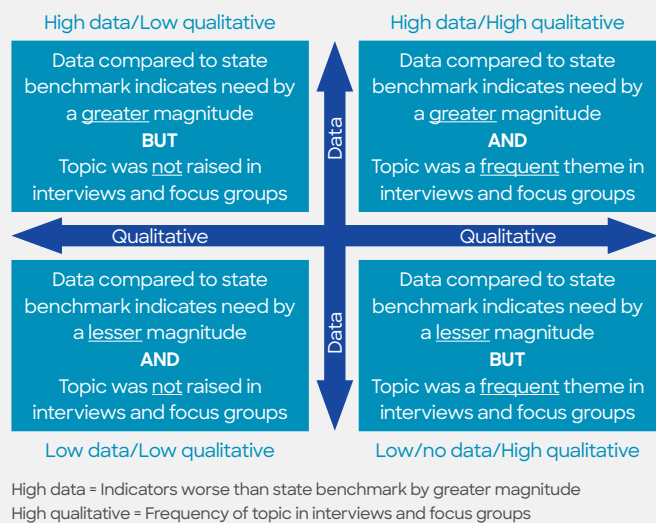 High data/Low qualitative
High data/High qualitative
Data compared to state
benchmark indicates need by
a greater magnitude
BUT
Topic was not raised in
interviews and focus groups
Data
Data compared to state
benchmark indicates need by
a greater magnitude
AND
Topic was a frequent theme in
interviews and focus groups
Qualitative
Qualitative
Data compared to state
benchmark indicates need by
a lesser magnitude
AND
Topic was not raised in
interviews and focus groups
Data
Data compared to state
benchmark indicates need by
a lesser magnitude
BUT
Topic was a frequent theme in
interviews and focus groups
Low data/Low qualitative
Low/no data/High qualitative
High data = Indicators worse than state benchmark by greater magnitude
High qualitative = Frequency of topic in interviews and focus groups